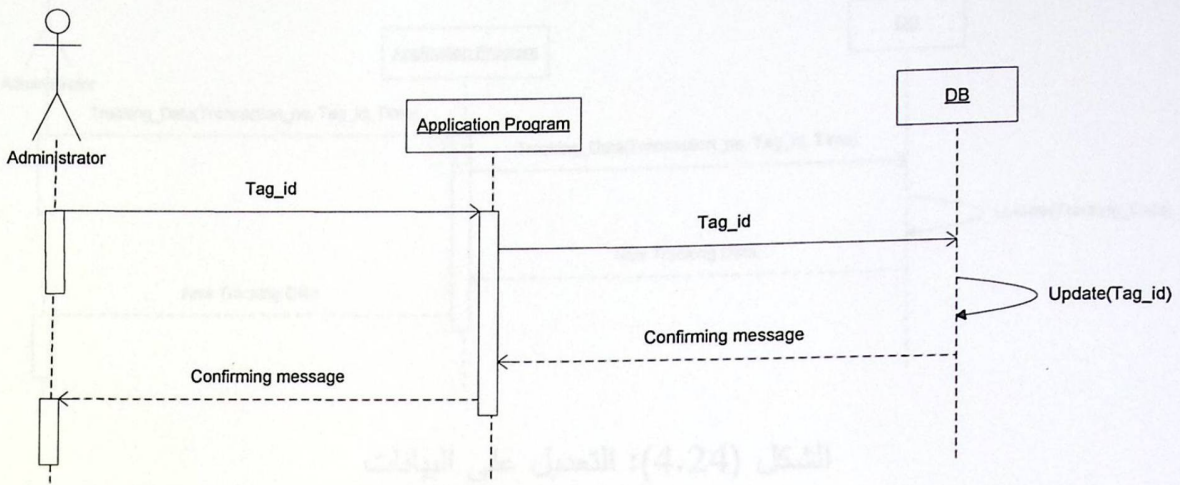 DB
Application Program
Administrator
Tag_id
Tag_id
Update(Tag_id)
Confirming message
Confirming message
الشكل (4.24): التعديل على البيانات